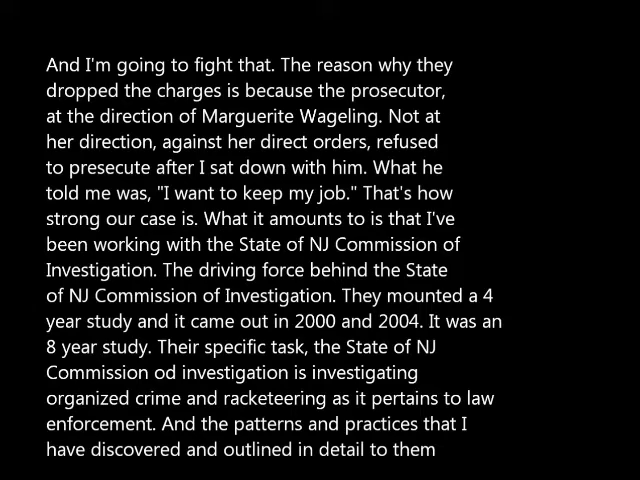 And I'm going to fight that. The reason why they
dropped the charges is because the prosecutor,
at the direction of Marguerite Wageling. Not at
her direction, against her direct orders, refused
to presecute after I sat down with him. What he
told me was, "I want to keep my job." That's how
strong our case is. What it amounts to is that I've
been working with the State of NJ Commission of
Investigation. The driving force behind the State
of NJ Commission of Investigation. They mounted a 4
year study and it came out in 2000 and 2004. It was an
8 year study. Their specific task, the State of NJ
Commission od investigation is investigating
organized crime and racketeering as it pertains to law
enforcement. And the patterns and practices that I
have discovered and outlined in detail to them